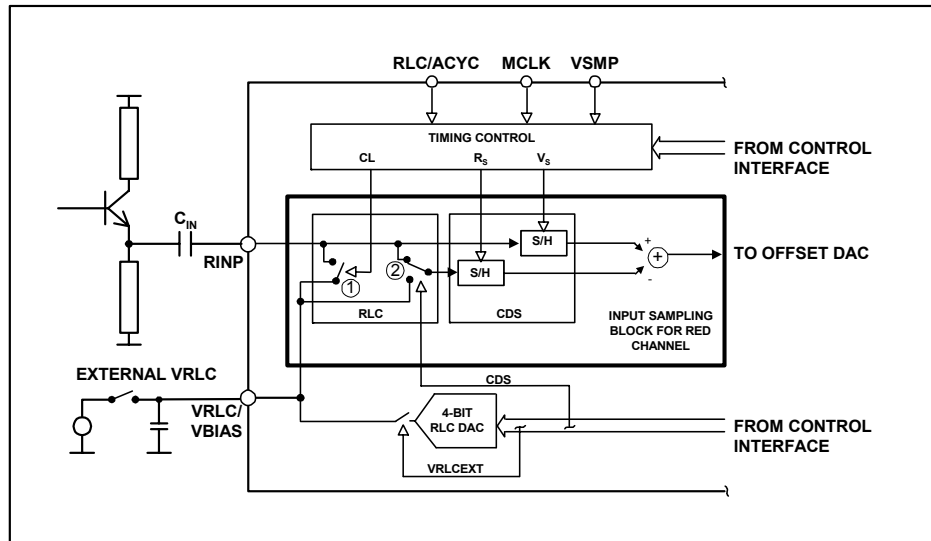 RLC/ACYC MCLK VSMP
TIMING CONTROL
CL RS VS
FROM CONTROL
INTERFACE
CIN
RINP
S/H
S/H
+
+
-
TO OFFSET DAC
1
2
RLC
CDS
INPUT SAMPLING
BLOCK FOR RED
CHANNEL
EXTERNAL VRLC
VRLC/
VBIAS
CDS
4-BIT
RLC DAC
VRLCEXT
FROM CONTROL
INTERFACE